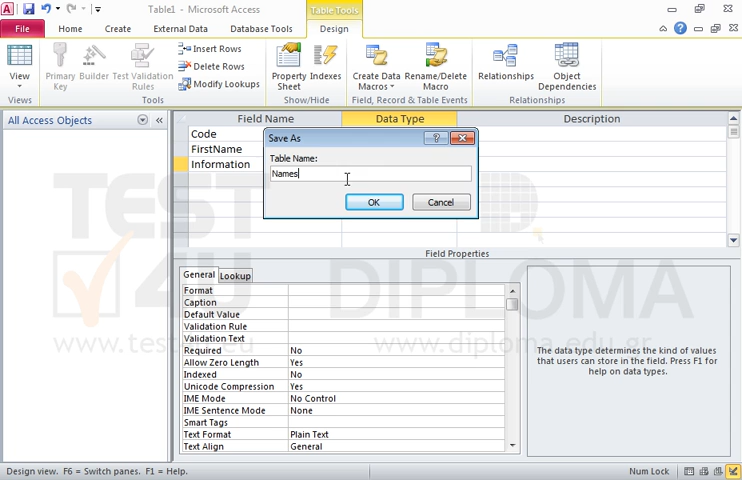 Table1 - Microsoft Access
Table Tools
File
Home
Create
External Data
Database Tools
Design
View
Primary Key
Builder
Test Validation Rules
Insert Rows
Delete Rows
Modify Lookups
Property Sheet
Indexes
Create Data Macros
Rename/Delete Macro
Relationships
Object Dependencies
Views
Tools
Show/Hide
Field, Record & Table Events
Relationships
All Access Objects
Field Name
Data Type
Description
Code
FirstName
Information
Save As
Table Name:
Names
OK
Cancel
TEST
4U
DIPLOMA
www.diploma.edu.gr
Field Properties
General
Lookup
Format
Caption
Default Value
Validation Rule
Validation Text
Required No
Allow Zero Length Yes
Indexed No
Unicode Compression Yes
IME Mode No Control
IME Sentence Mode None
Smart Tags
Text Format Plain Text
Text Align General
The data type determines the kind of values
that users can store in the field. Press F1 for
help on data types.
Design view. F6 = Switch panes. F1 = Help.
Num Lock